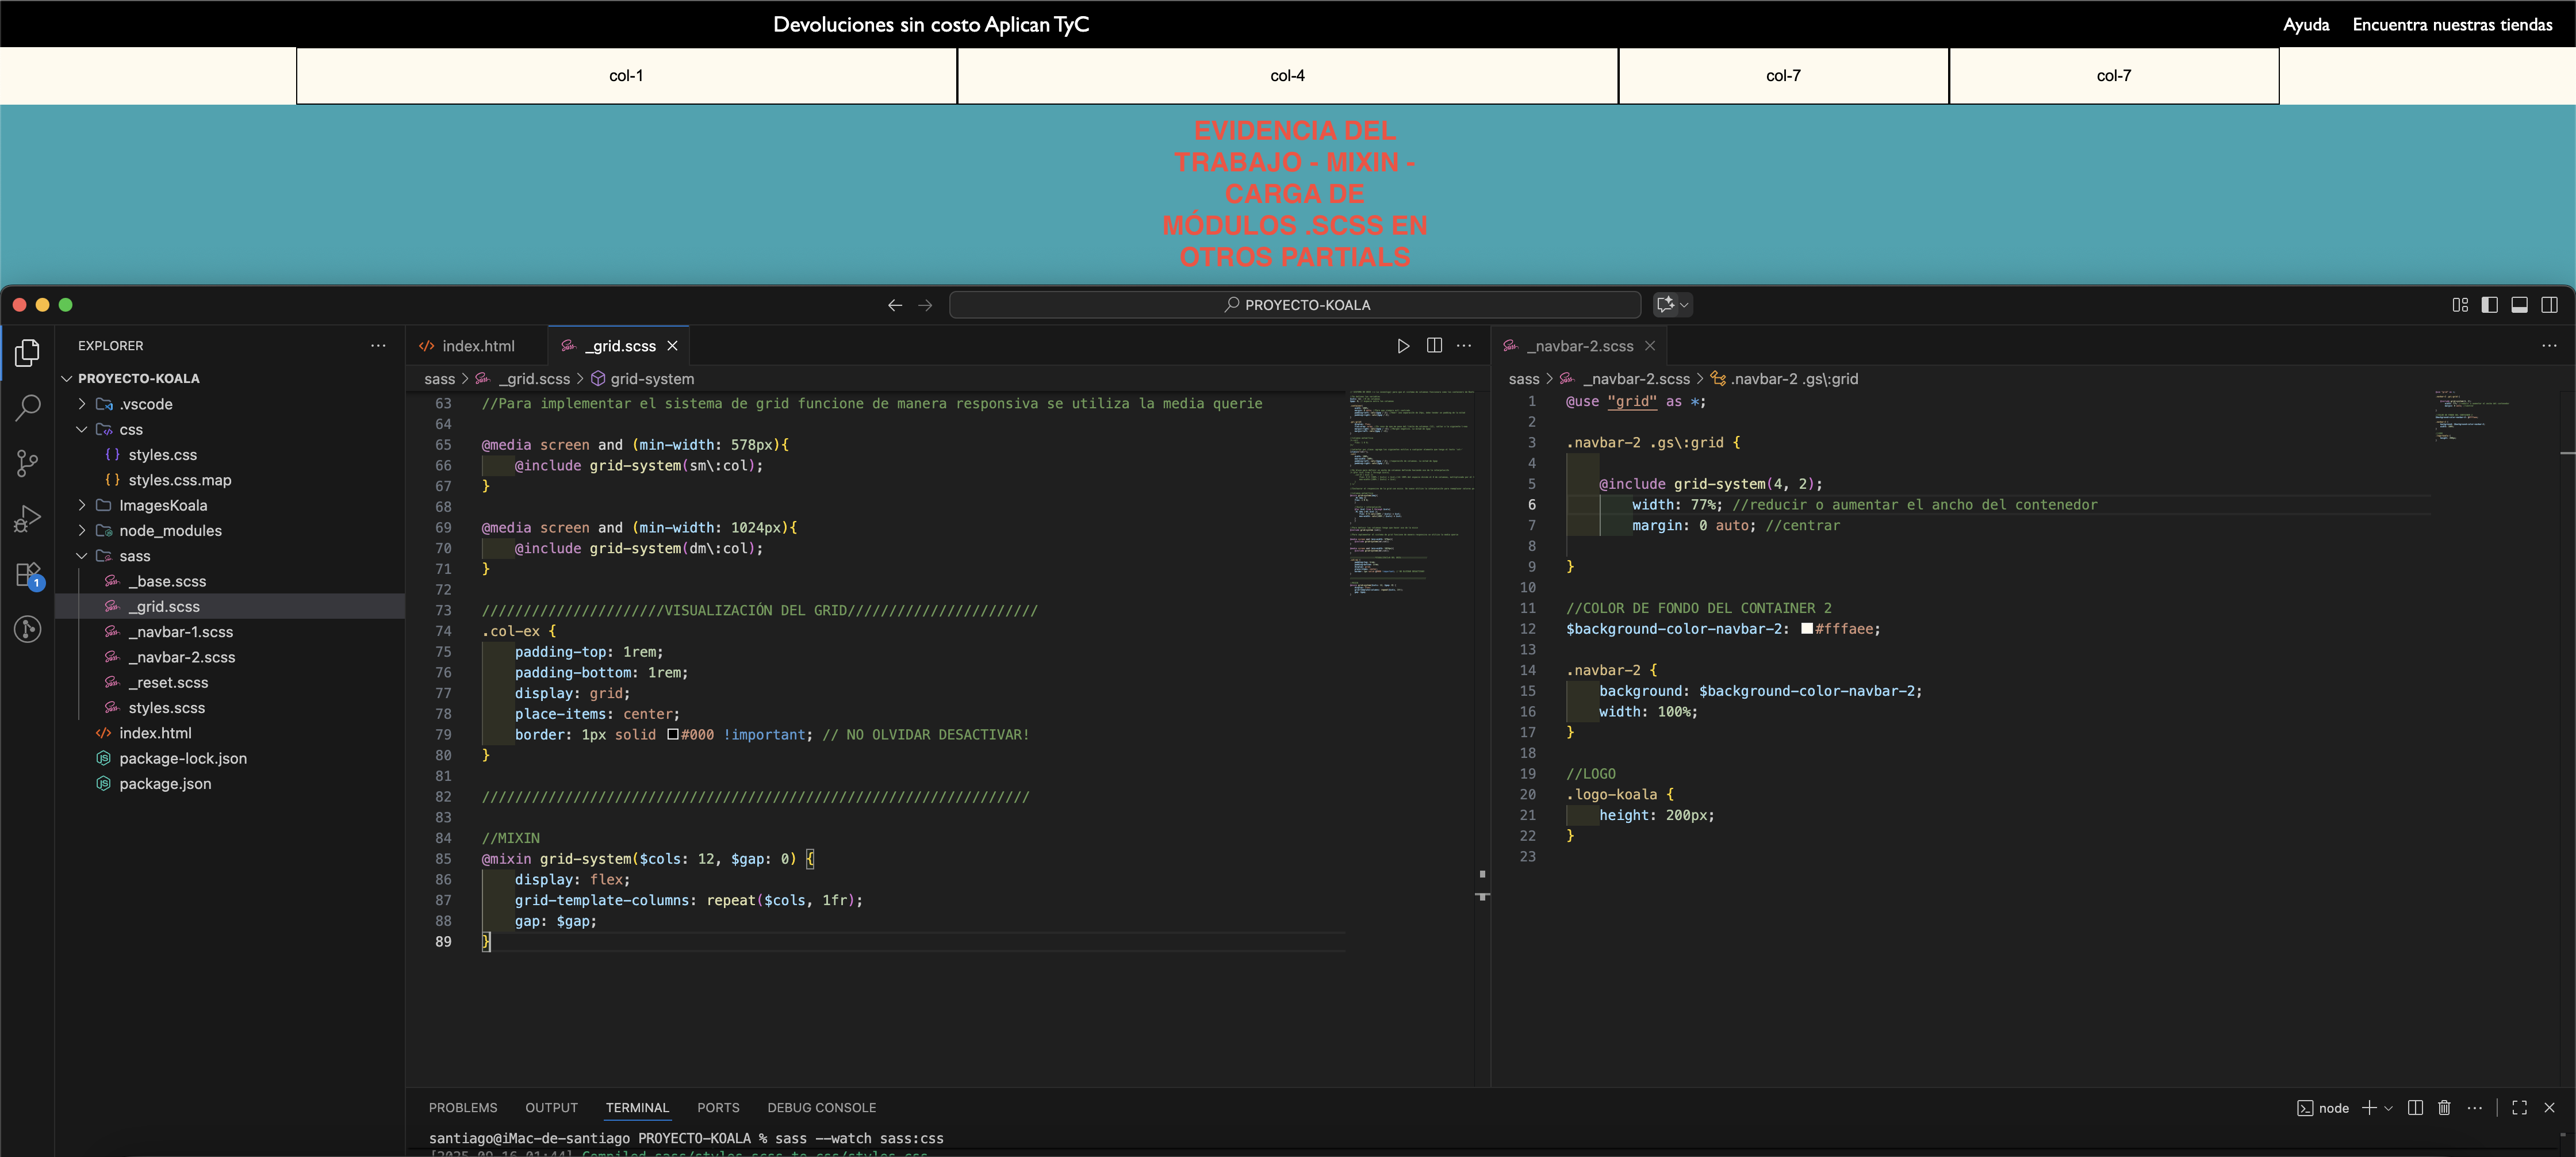 Devoluciones sin costo Aplican TyC
Ayuda Encuentra nuestras tiendas
col-1 col-4 col-7 col-7
EVIDENCIA DEL
TRABAJO - MIXIN -
CARGA DE
MÓDULOS .SCSS EN
OTROS PARTIALS
PROYECTO-KOALA
EXPLORER
PROYECTO-KOALA
.vscode
css
styles.css
styles.css.map
ImagesKoala
node_modules
sass
_base.scss
_grid.scss
_navbar-1.scss
_navbar-2.scss
_reset.scss
styles.scss
index.html
package-lock.json
package.json
1
index.html _grid.scss
sass > _grid.scss > grid-system
63 //Para implementar el sistema de grid funcione de manera responsiva se utiliza la media querie
64
65 @media screen and (min-width: 578px){
66 @include grid-system(sm\:col);
67 }
68
69 @media screen and (min-width: 1024px){
70 @include grid-system(dm\:col);
71 }
72
73 //////////////////////VISUALIZACIÓN DEL GRID///////////////////////
74 .col-ex {
75 padding-top: 1rem;
76 padding-bottom: 1rem;
77 display: grid;
78 place-items: center;
79 border: 1px solid #000 !important; // NO OLVIDAR DESACTIVAR!
80 }
81
82 //////////////////////////////////////////////////////////////////
83
84 //MIXIN
85 @mixin grid-system($cols: 12, $gap: 0) {
86 display: flex;
87 grid-template-columns: repeat($cols, 1fr);
88 gap: $gap;
89 }
_navbar-2.scss
sass > _navbar-2.scss > .navbar-2 .gs\:grid
1 @use "grid" as *;
2
3 .navbar-2 .gs\:grid {
4
5 @include grid-system(4, 2);
6 width: 77%; //reducir o aumentar el ancho del contenedor
7 margin: 0 auto; //centrar
8
9 }
10
11 //COLOR DE FONDO DEL CONTAINER 2
12 $background-color-navbar-2: #fffaee;
13
14 .navbar-2 {
15 background: $background-color-navbar-2;
16 width: 100%;
17 }
18
19 //LOGO
20 .logo-koala {
21 height: 200px;
22 }
23
PROBLEMS OUTPUT TERMINAL PORTS DEBUG CONSOLE
node
santiago@iMac-de-santiago PROYECTO-KOALA % sass --watch sass:css
[2025-09-16 01:44] Compiled sass/styles.scss to css/styles.css.